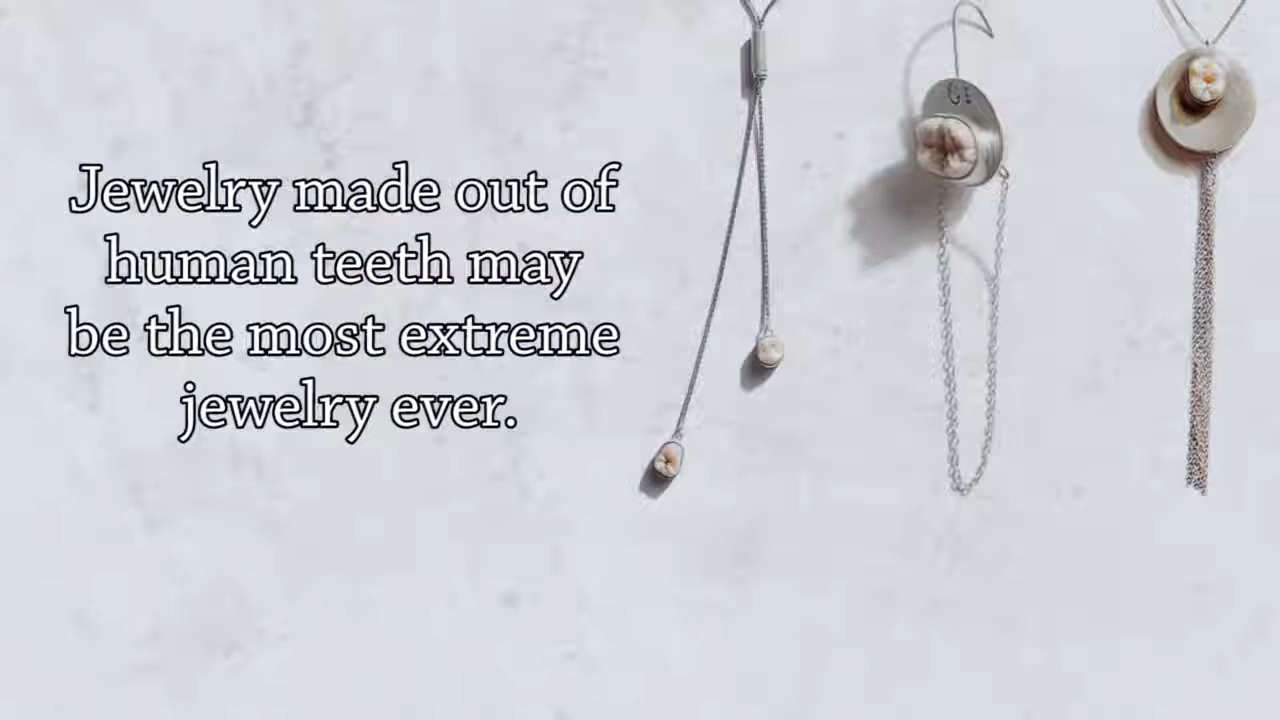 Jewelry made out of
human teeth may
be the most extreme
jewelry ever.